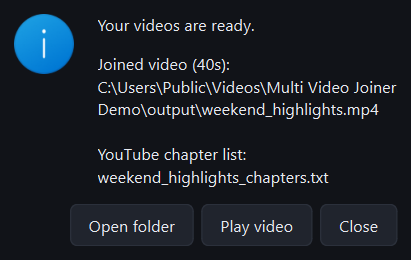 Your videos are ready.
Joined video (40s):
C:\Users\Public\Videos\Multi Video Joiner
Demo\output\weekend_highlights.mp4
YouTube chapter list:
weekend_highlights_chapters.txt
Open folder
Play video
Close